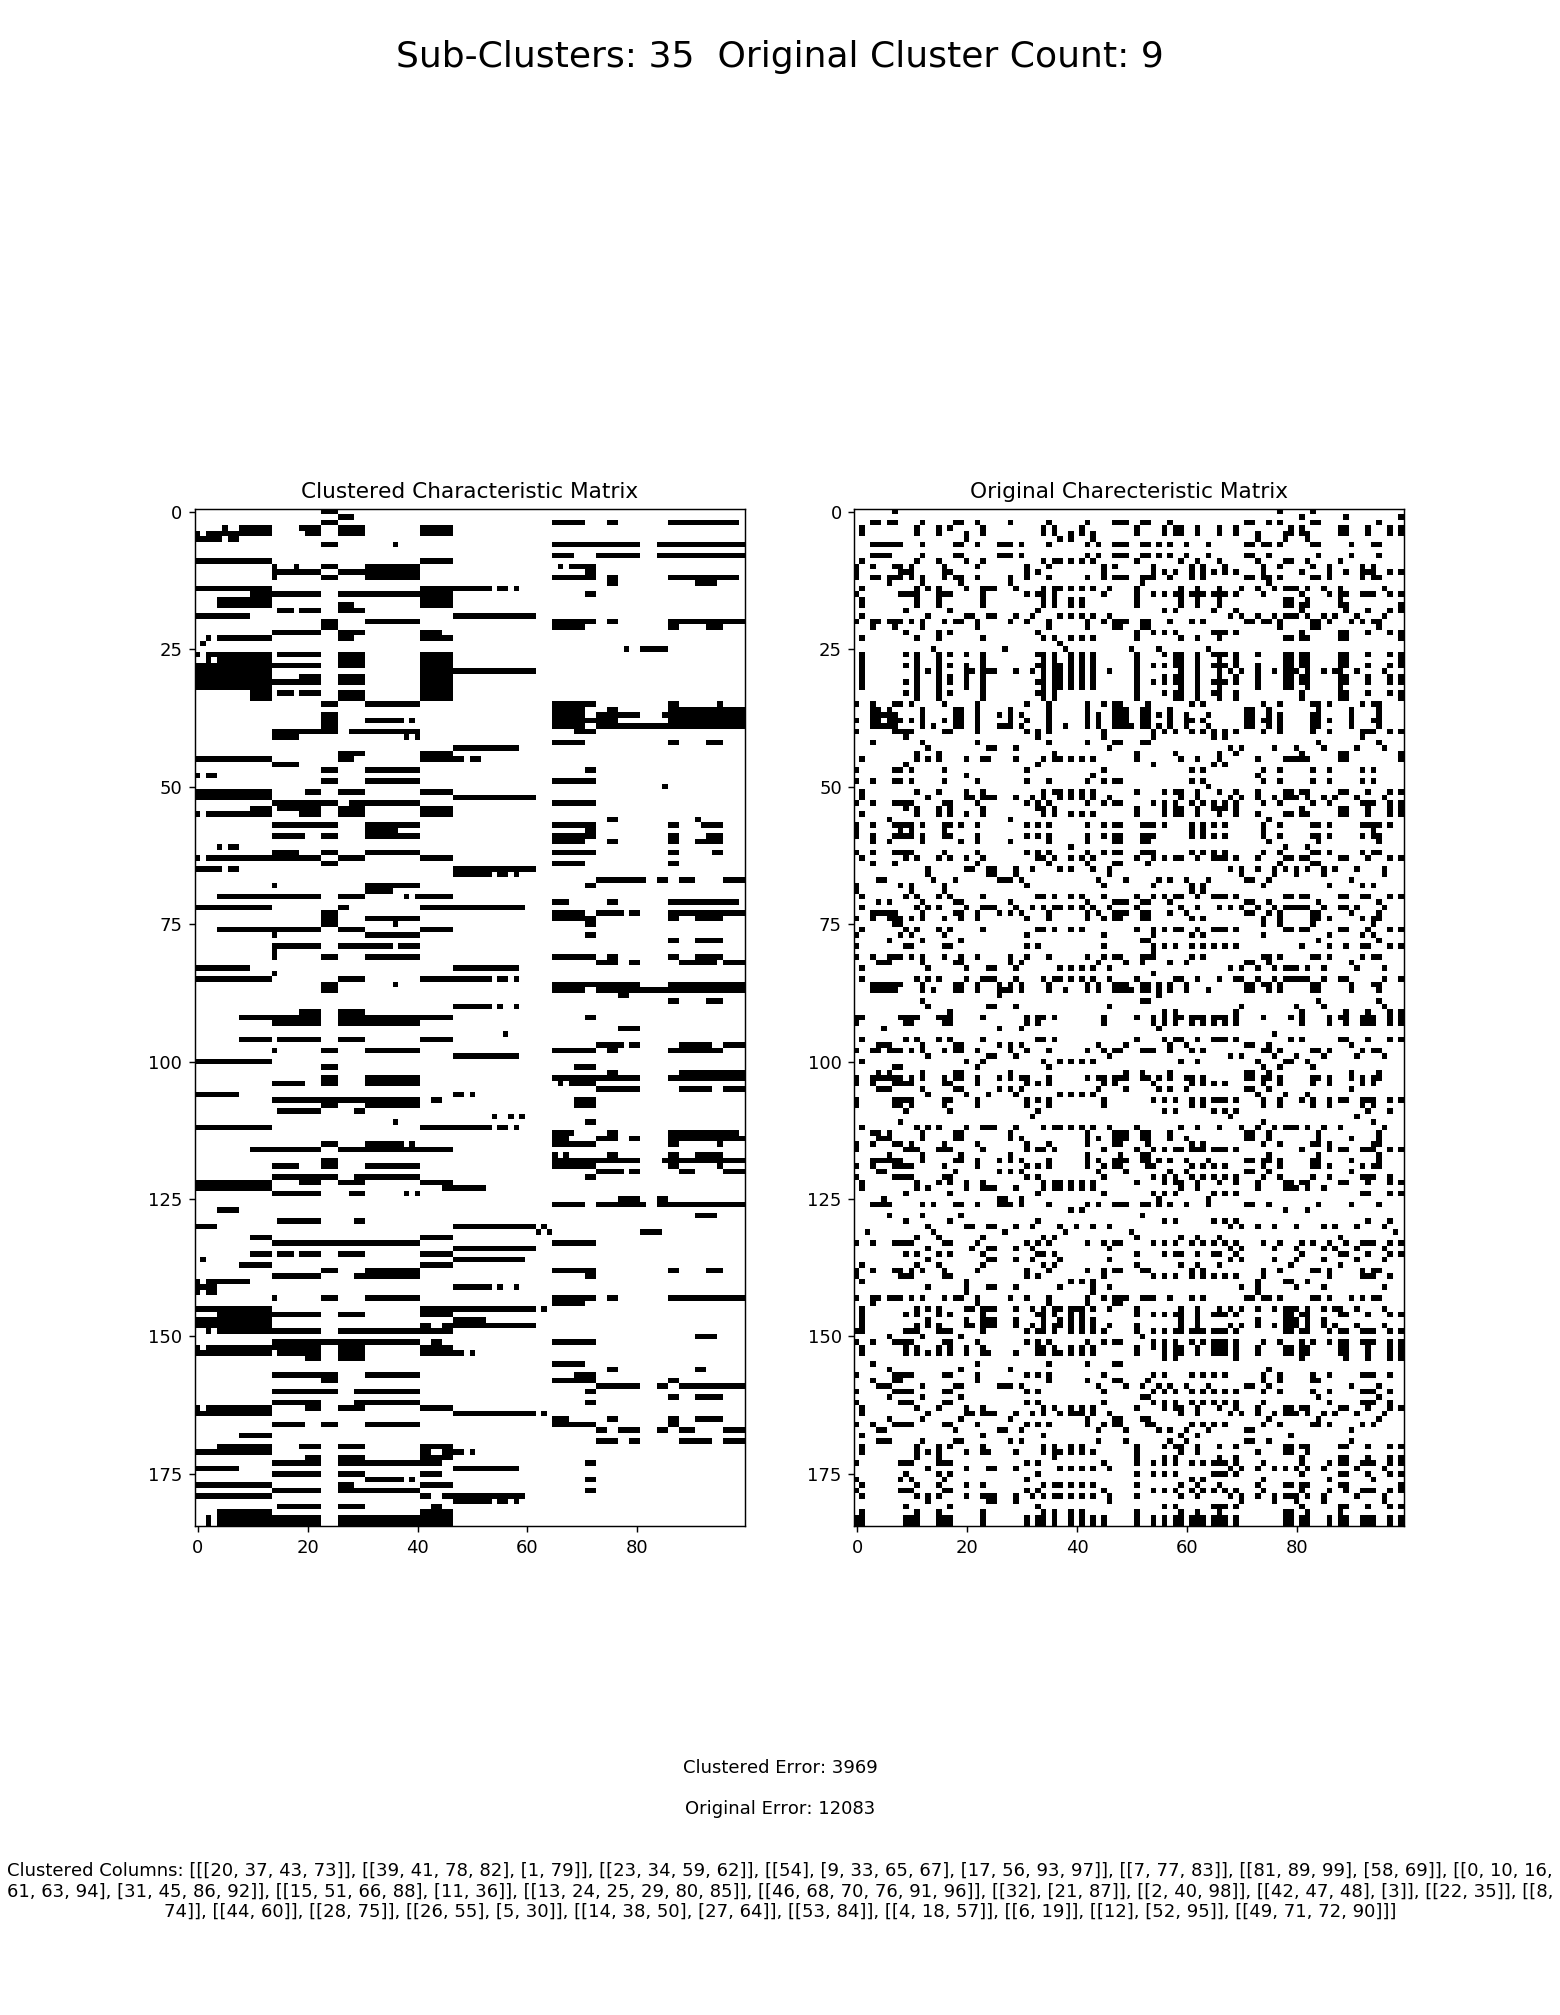 Sub-Clusters: 35  Original Cluster Count: 9
Clustered Characteristic Matrix
Original Charecteristic Matrix
0
25
50
75
100
125
150
175
0 20 40 60 80
0
25
50
75
100
125
150
175
0 20 40 60 80
Clustered Error: 3969
Original Error: 12083
Clustered Columns: [[[20, 37, 43, 73]], [[39, 41, 78, 82], [1, 79]], [[23, 34, 59, 62]], [[54], [9, 33, 65, 67], [17, 56, 93, 97]], [[7, 77, 83]], [[81, 89, 99], [58, 69]], [[0, 10, 16,
61, 63, 94], [31, 45, 86, 92]], [[15, 51, 66, 88], [11, 36]], [[13, 24, 25, 29, 80, 85]], [[46, 68, 70, 76, 91, 96]], [[32], [21, 87]], [[2, 40, 98]], [[42, 47, 48], [3]], [[22, 35]], [[8,
74]], [[44, 60]], [[28, 75]], [[26, 55], [5, 30]], [[14, 38, 50], [27, 64]], [[53, 84]], [[4, 18, 57]], [[6, 19]], [[12], [52, 95]], [[49, 71, 72, 90]]]